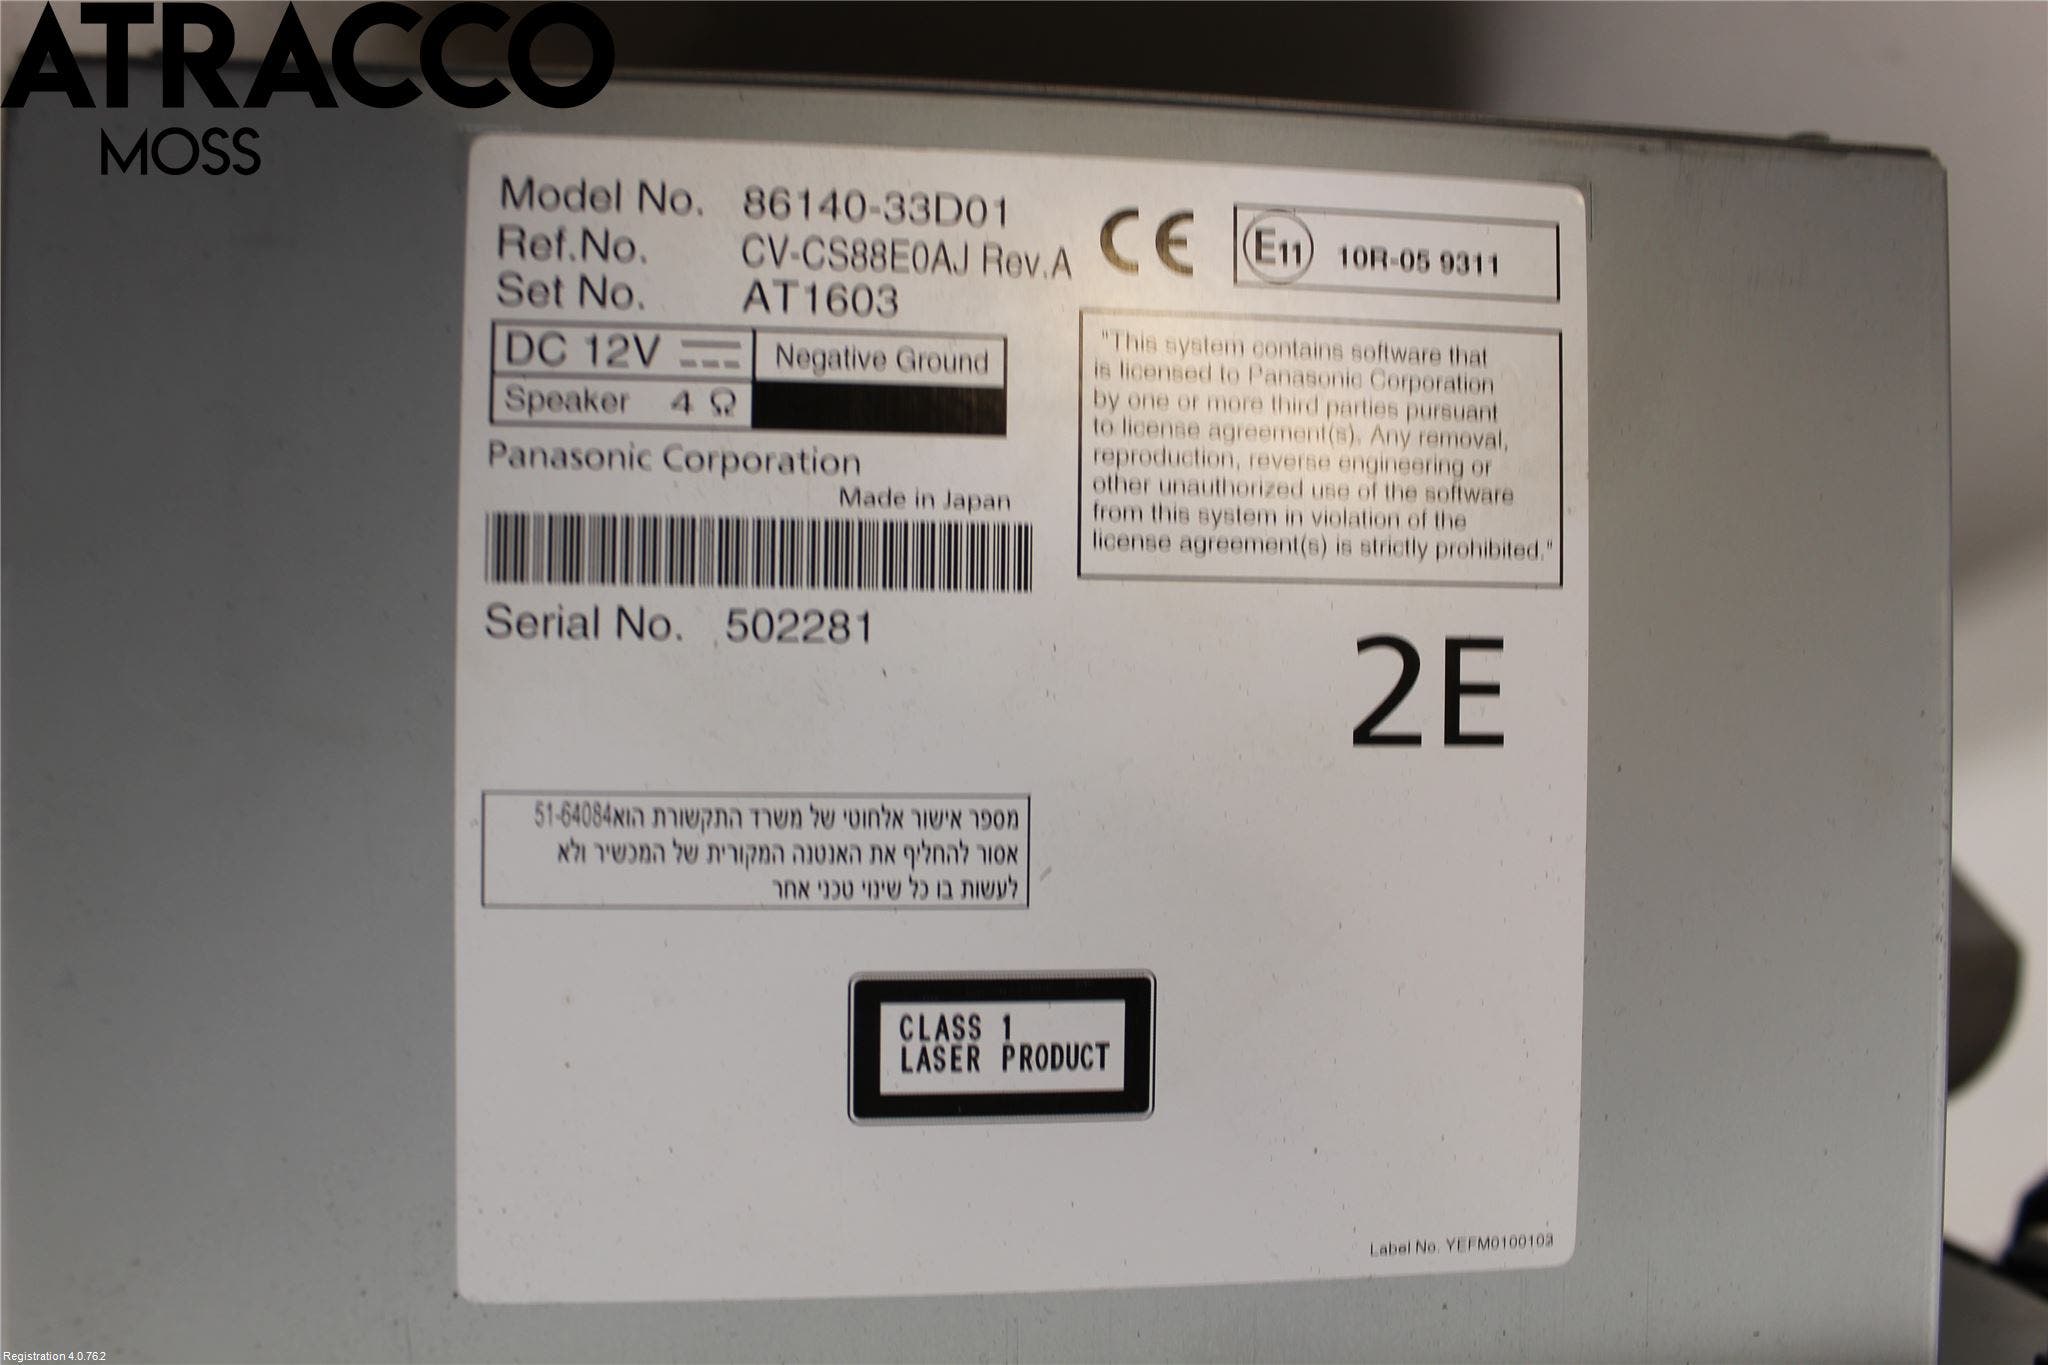 ATRACCO
MOSS
Model No. 86140-33D01
Ref.No. CV-CS88E0AJ Rev.A
Set No. AT1603
CE
E11 10R-05 9311
DC 12V Negative Ground
Speaker 4 Ω
Panasonic Corporation
Made in Japan
Serial No. 502281
"This system contains software that
is licensed to Panasonic Corporation
by one or more third parties pursuant
to license agreement(s). Any removal,
reproduction, reverse engineering or
other unauthorized use of the software
from this system in violation of the
license agreement(s) is strictly prohibited."
2E
מספר אישור אלחוטי של משרד התקשורת הוא51-64084
אסור להחליף את האנטנה המקורית של המכשיר ולא
לעשות בו כל שינוי טכני אחר
CLASS 1
LASER PRODUCT
Label No. YEFM0100103
Registration 4.0.762